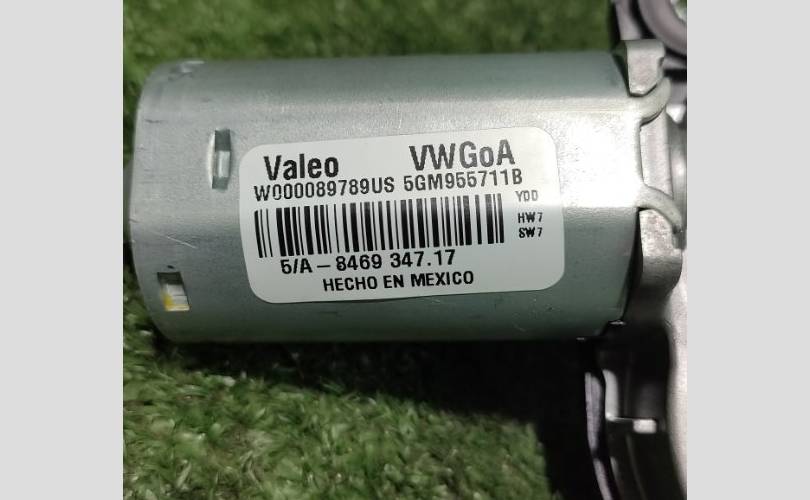 Valeo VWGoA
W000089789US 5GM955711B
YDD
HW7
SW7
5/A-8469 347.17
HECHO EN MEXICO